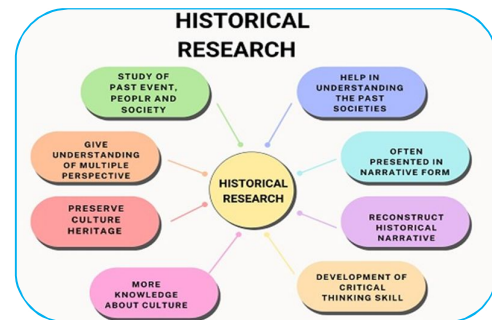 HISTORICAL
RESEARCH
STUDY OF
PAST EVENT,
PEOPLR AND
SOCIETY
HELP IN
UNDERSTANDING
THE PAST
SOCIETIES
GIVE
UNDERSTANDING
OF MULTIPLE
PERSPECTIVE
OFTEN
PRESENTED IN
NARRATIVE FORM
HISTORICAL
RESEARCH
PRESERVE
CULTURE
HERITAGE
RECONSTRUCT
HISTORICAL
NARRATIVE
MORE
KNOWLEDGE
ABOUT CULTURE
DEVELOPMENT OF
CRITICAL
THINKING SKILL